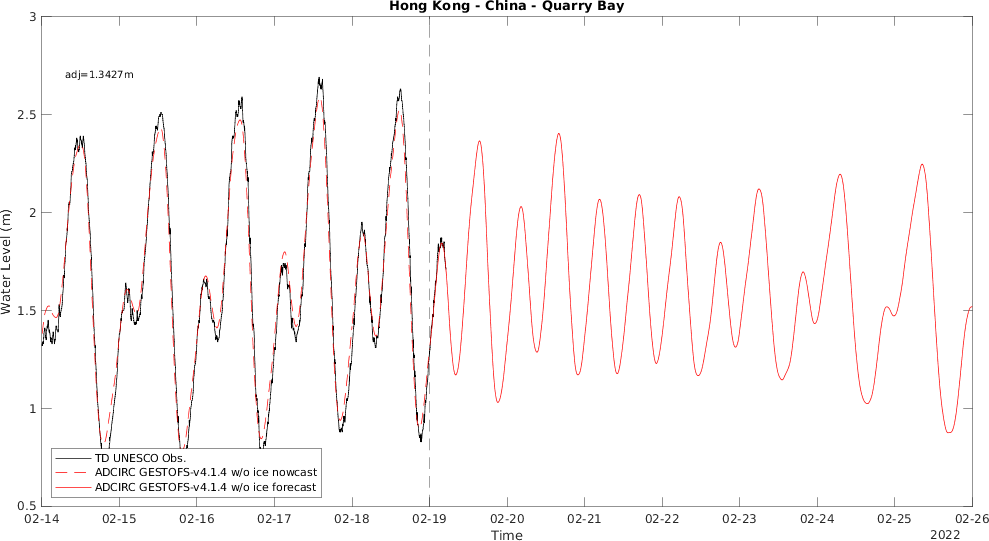 Hong Kong - China - Quarry Bay
3
adj=1.3427m
2.5
2
Water Level (m)
1.5
1
TD UNESCO Obs.
ADCIRC GESTOFS-v4.1.4 w/o ice nowcast
ADCIRC GESTOFS-v4.1.4 w/o ice forecast
0.5
02-14 02-15 02-16 02-17 02-18 02-19 02-20 02-21 02-22 02-23 02-24 02-25 02-26
Time
2022